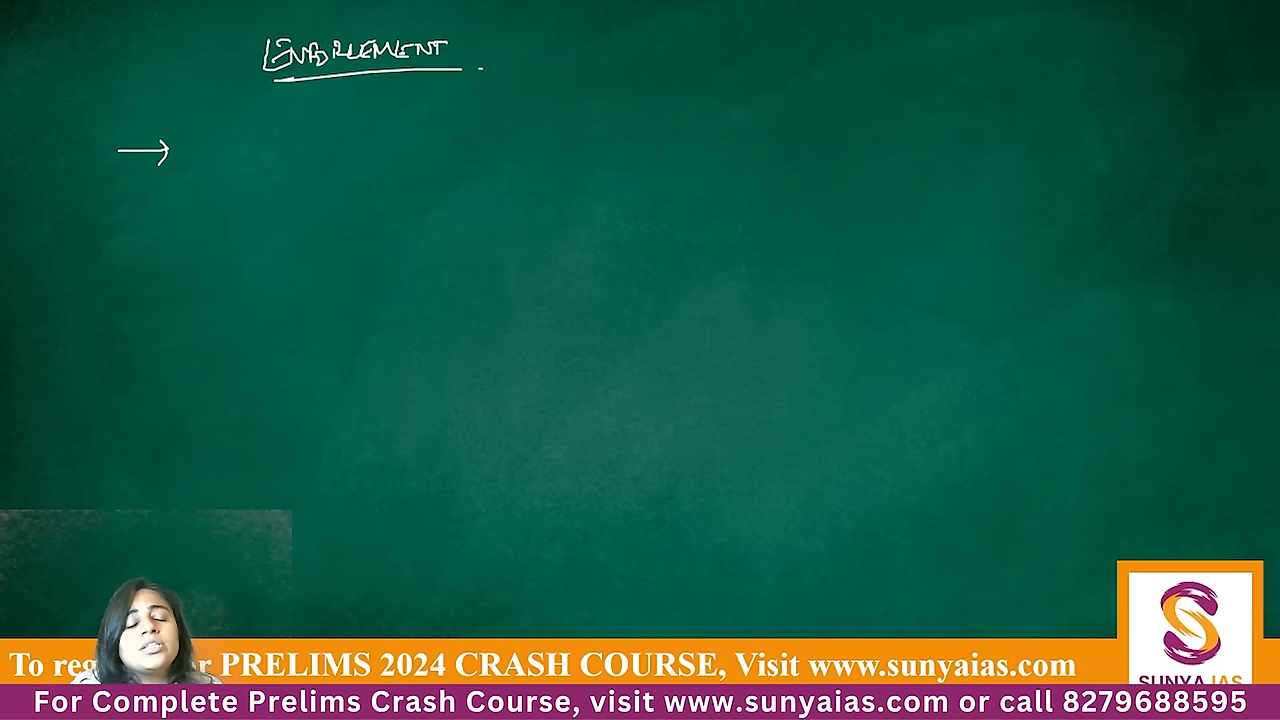 To reg r PRELIMS 2024 CRASH COURSE, Visit www.sunyaias.com
SUNYA IAS
For Complete Prelims Crash Course, visit www.sunyaias.com or call 8279688595